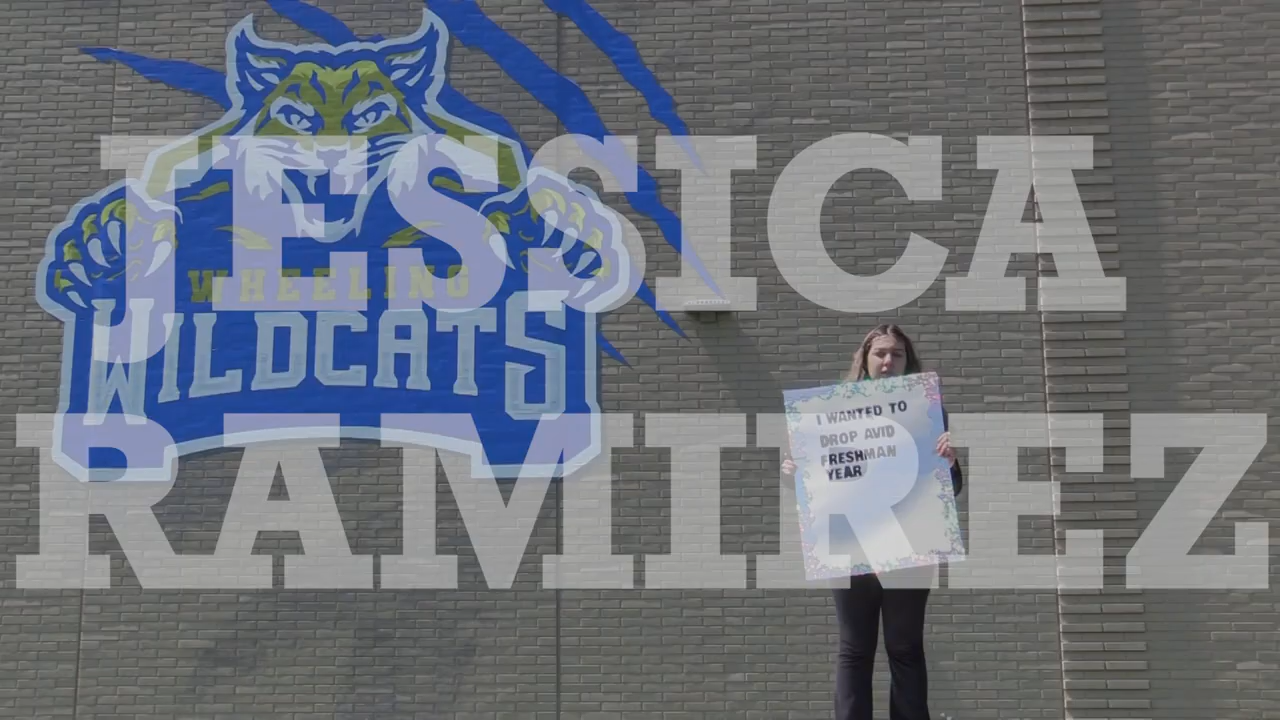 JESSICA
RAMIREZ
WHEELING
WILDCATS
I WANTED TO
DROP AVID
FRESHMAN
YEAR